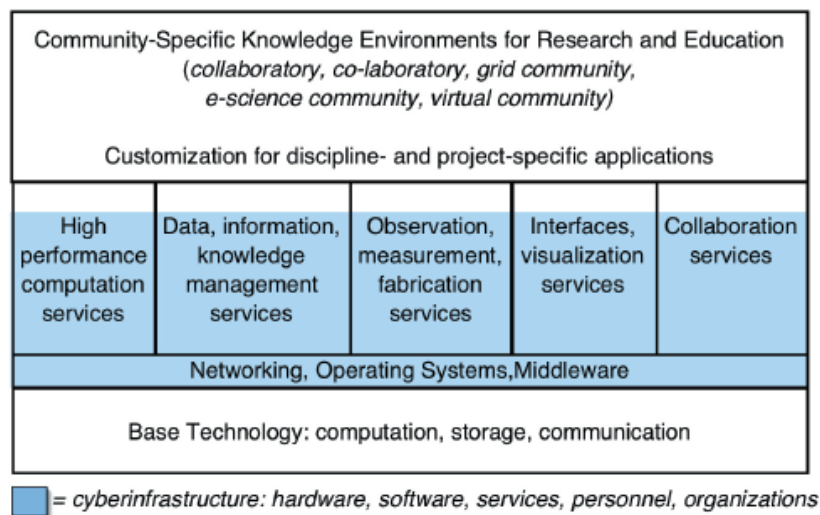 Community-Specific Knowledge Environments for Research and Education
(collaboratory, co-laboratory, grid community,
e-science community, virtual community)
Customization for discipline- and project-specific applications
High
performance
computation
services
Data, information,
knowledge
management
services
Observation,
measurement,
fabrication
services
Interfaces,
visualization
services
Collaboration
services
Networking, Operating Systems,Middleware
Base Technology: computation, storage, communication
= cyberinfrastructure: hardware, software, services, personnel, organizations